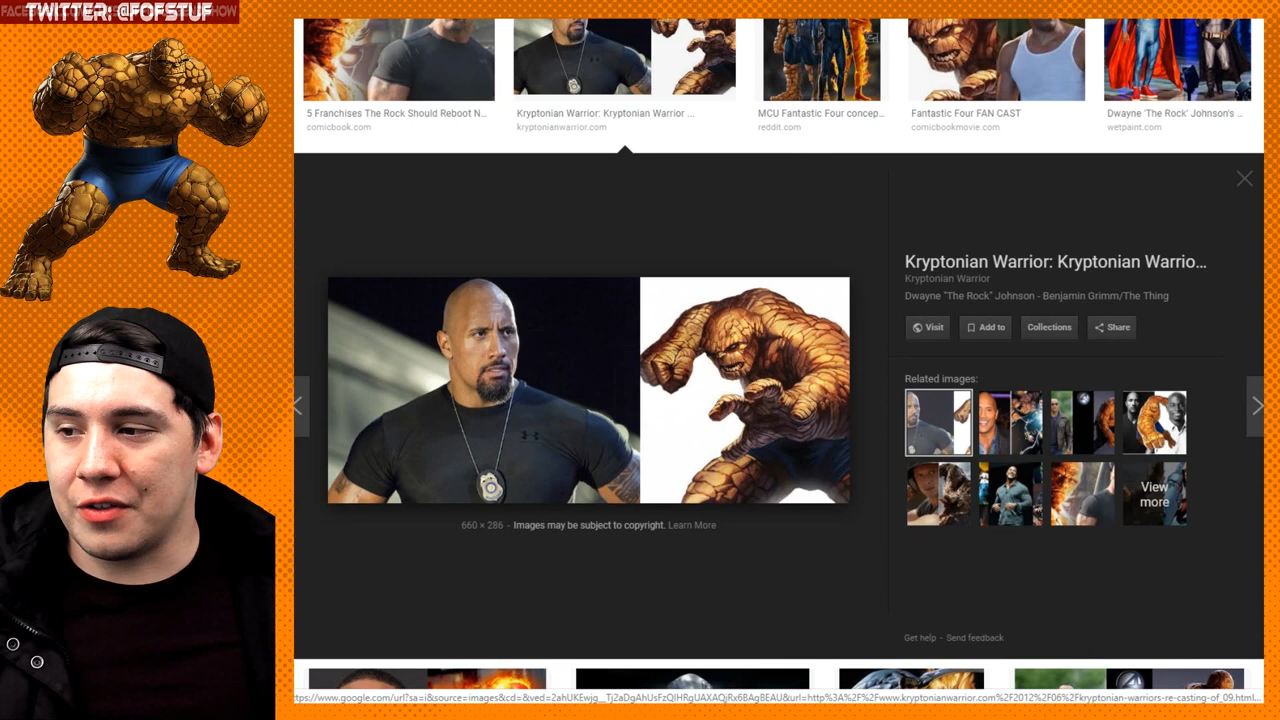 TWITTER: @FOFSTUF
5 Franchises The Rock Should Reboot N...
comicbook.com
Kryptonian Warrior: Kryptonian Warrior ...
kryptonianwarrior.com
MCU Fantastic Four concep...
reddit.com
Fantastic Four FAN CAST
comicbookmovie.com
Dwayne 'The Rock' Johnson's ...
wetpaint.com
Kryptonian Warrior: Kryptonian Warrio...
Kryptonian Warrior
Dwayne "The Rock" Johnson - Benjamin Grimm/The Thing
Visit
Add to
Collections
Share
Related images:
View
more
660 × 286 - Images may be subject to copyright. Learn More
Get help - Send feedback